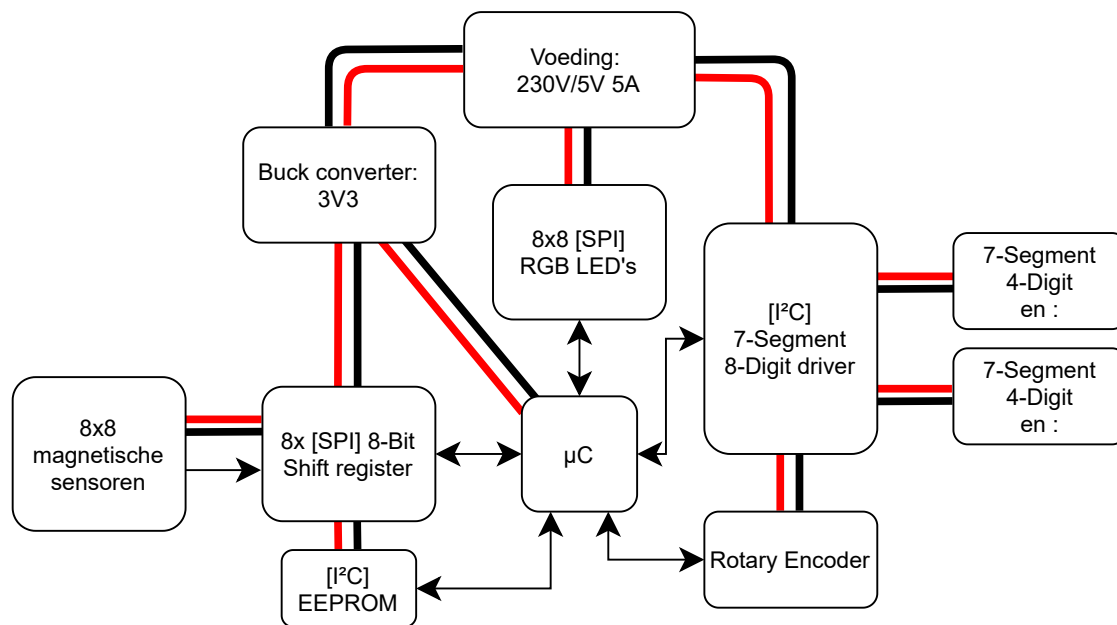 Voeding:
230V/5V 5A
Buck converter:
3V3
8x8 [SPI]
RGB LED's
[I²C]
7-Segment
8-Digit driver
7-Segment
4-Digit
en :
7-Segment
4-Digit
en :
8x8
magnetische
sensoren
8x [SPI] 8-Bit
Shift register
µC
[I²C]
EEPROM
Rotary Encoder